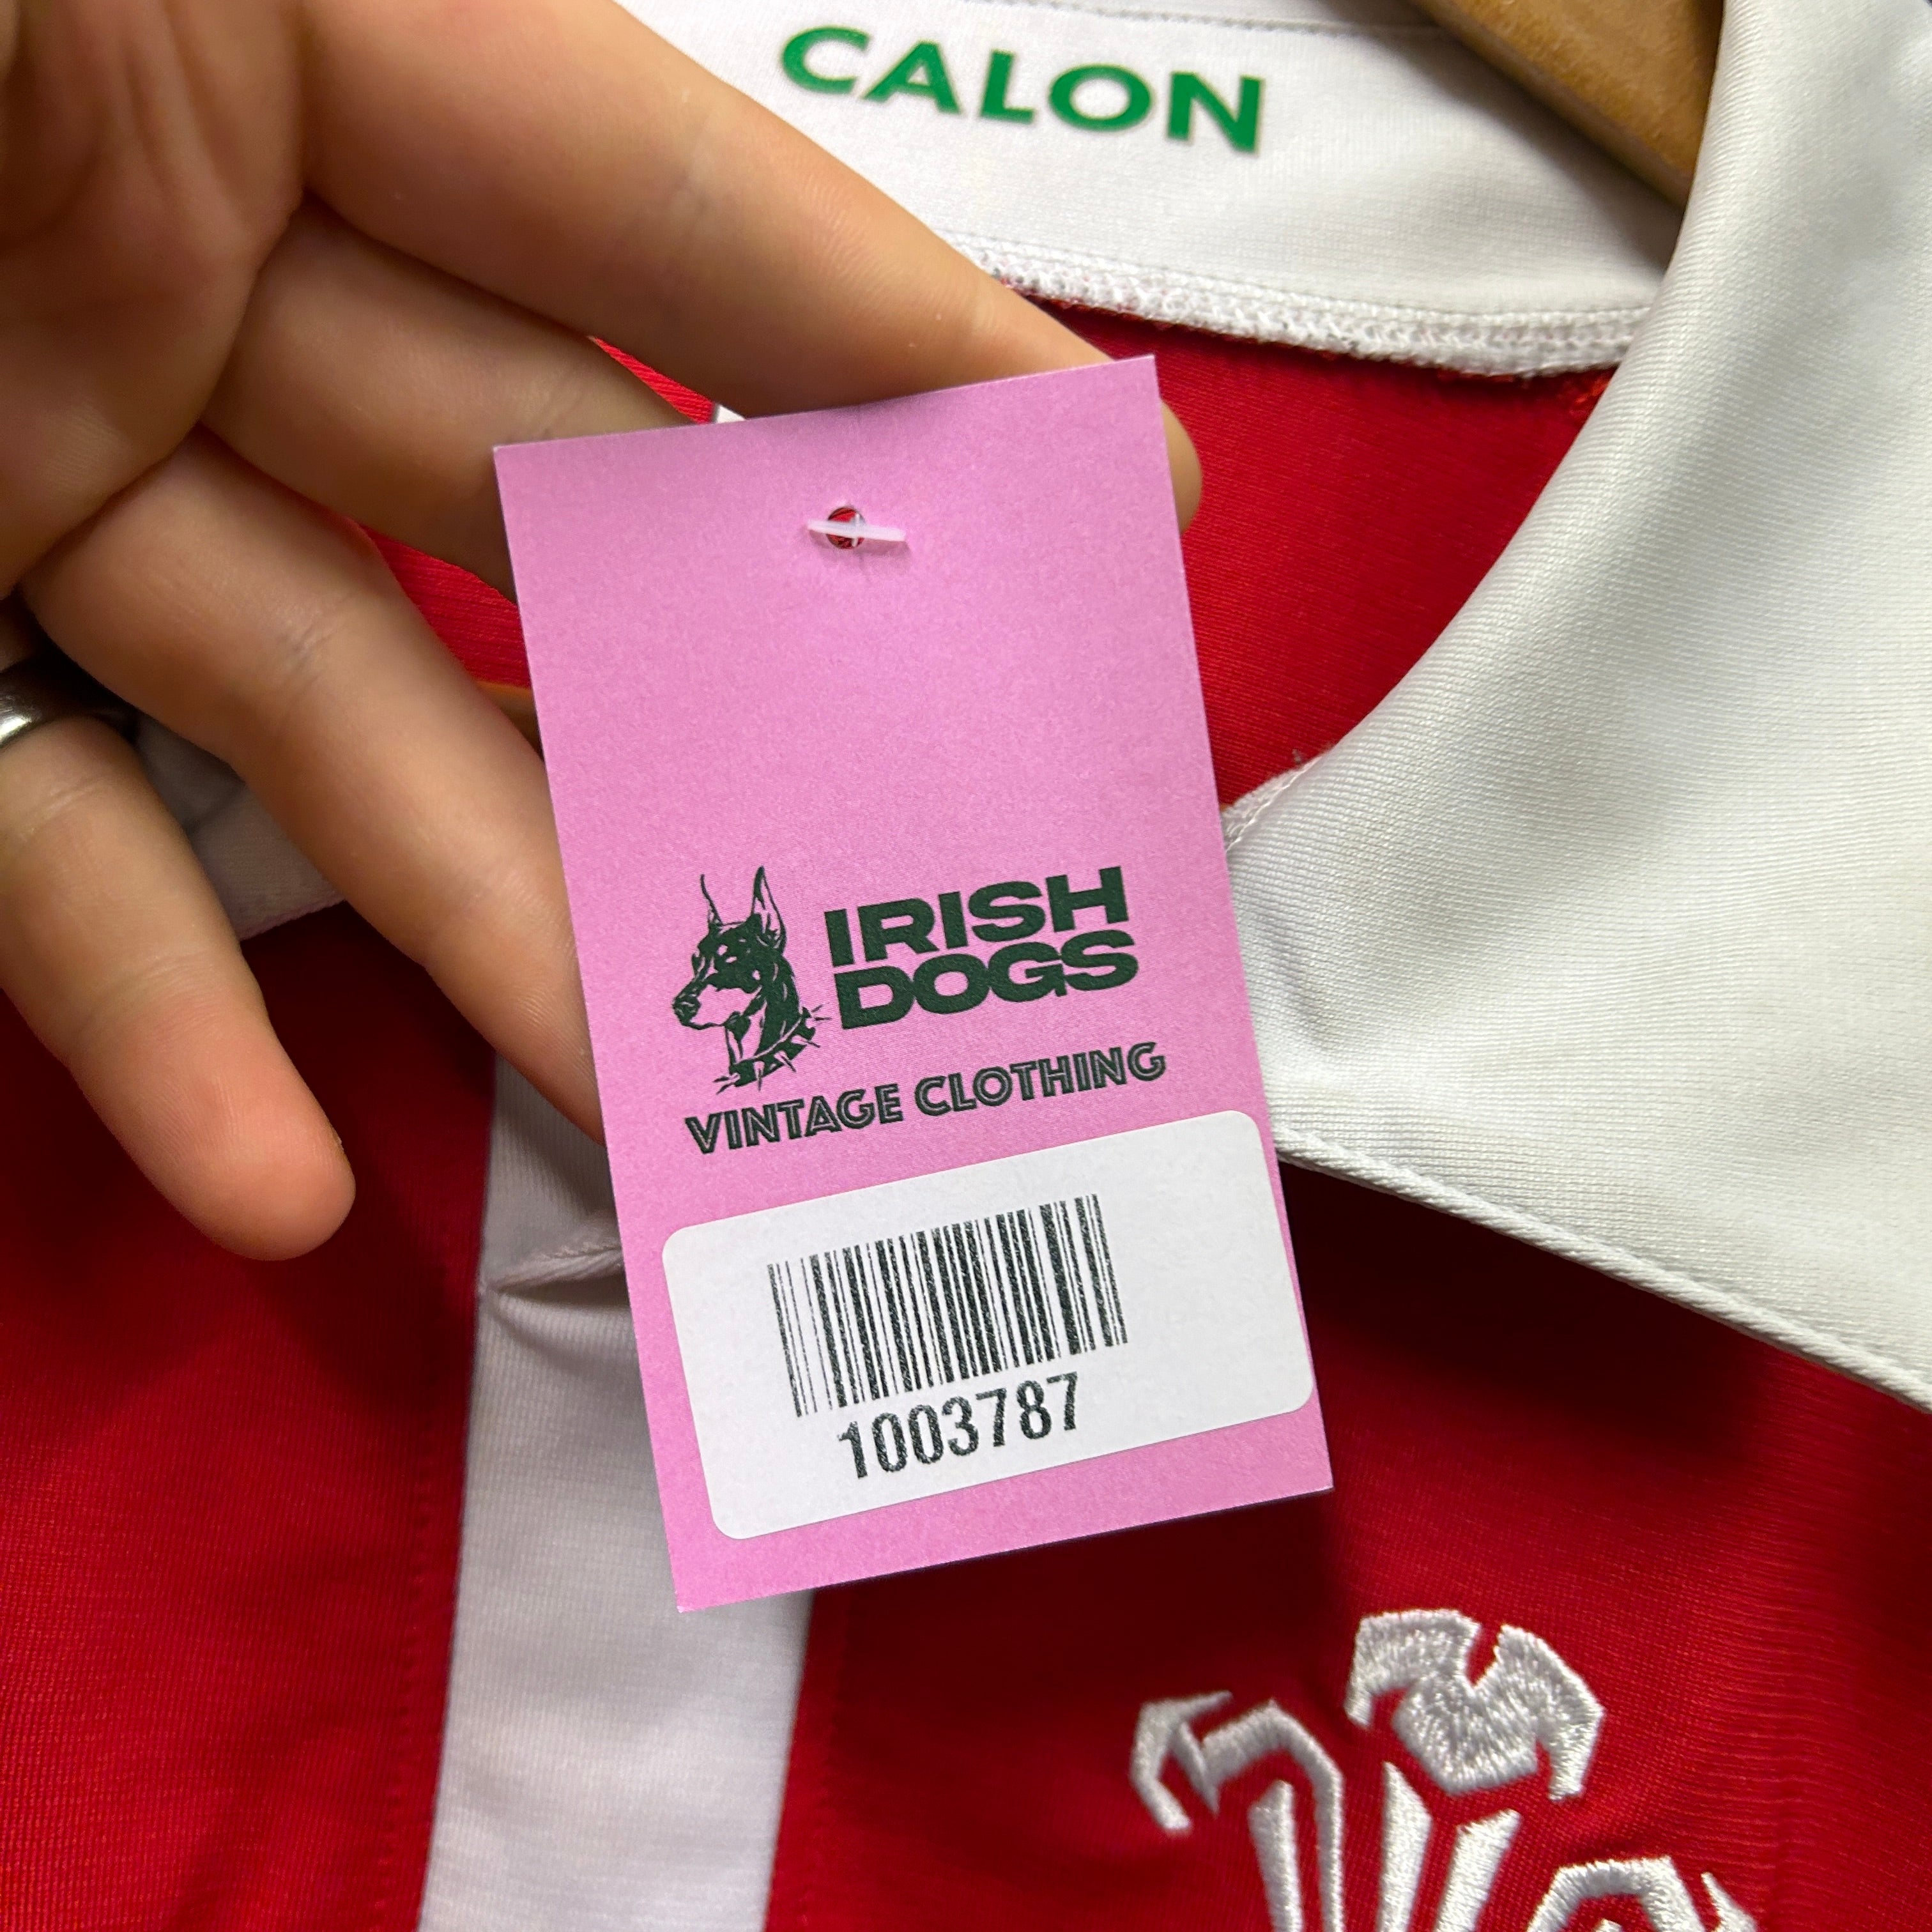 CALON
IRISH
DOGS
VINTAGE CLOTHING
1003787